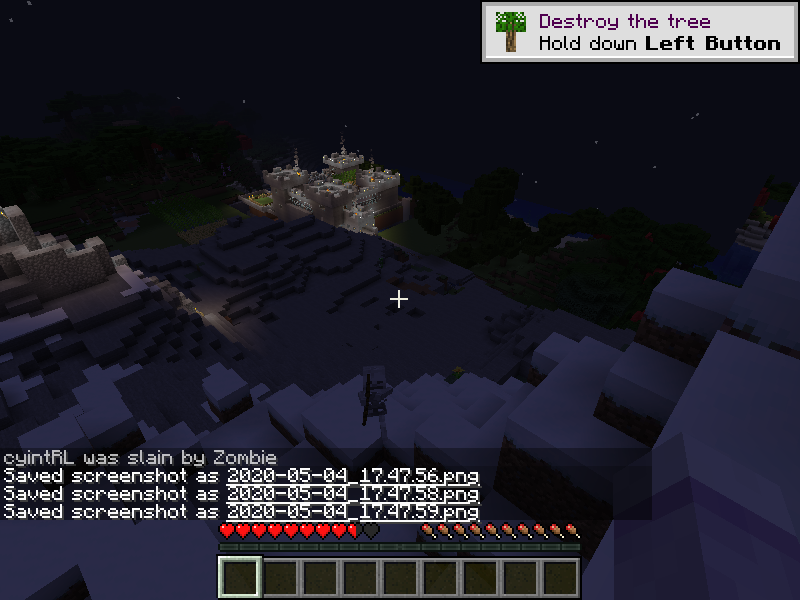 Destroy the tree
Hold down Left Button
cyintRL was slain by Zombie
Saved screenshot as 2020-05-04_17.47.56.png
Saved screenshot as 2020-05-04_17.47.58.png
Saved screenshot as 2020-05-04_17.47.59.png